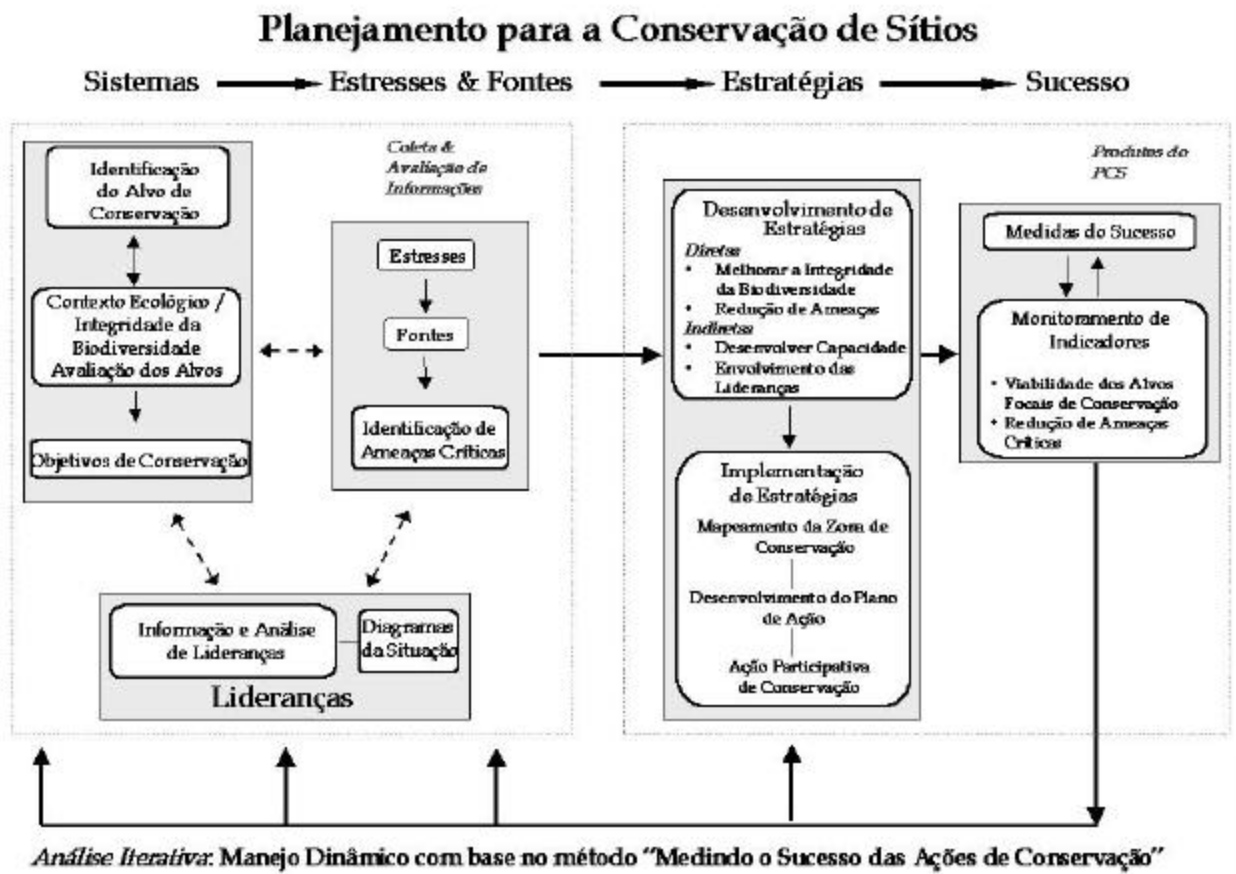 Planejamento para a Conservação de Sítios
Sistemas Estresses & Fontes Estratégias Sucesso
Coleta &
Avaliação de
Informações
Identificação
do Alvo de
Conservação
Contexto Ecológico /
Integridade da
Biodiversidade
Avaliação dos Alvos
Objetivos de Conservação
Estresses
Fontes
Identificação de
Ameaças Críticas
Informação e Análise
de Lideranças
Diagramas
da Situação
Lideranças
Produtos do
PCS
Desenvolvimento de
Estratégias
Diretas
• Melhorar a Integridade
da Biodiversidade
• Redução de Ameaças
Indiretas
• Desenvolver Capacidade
• Envolvimento das
Lideranças
Implementação
de Estratégias
Mapeamento da Zona de
Conservação
Desenvolvimento do Plano
de Ação
Ação Participativa
de Conservação
Medidas do Sucesso
Monitoramento de
Indicadores
• Viabilidade dos Alvos
Focais de Conservação
• Redução de Ameaças
Críticas
Análise Iterativa: Manejo Dinâmico com base no método “Medindo o Sucesso das Ações de Conservação”